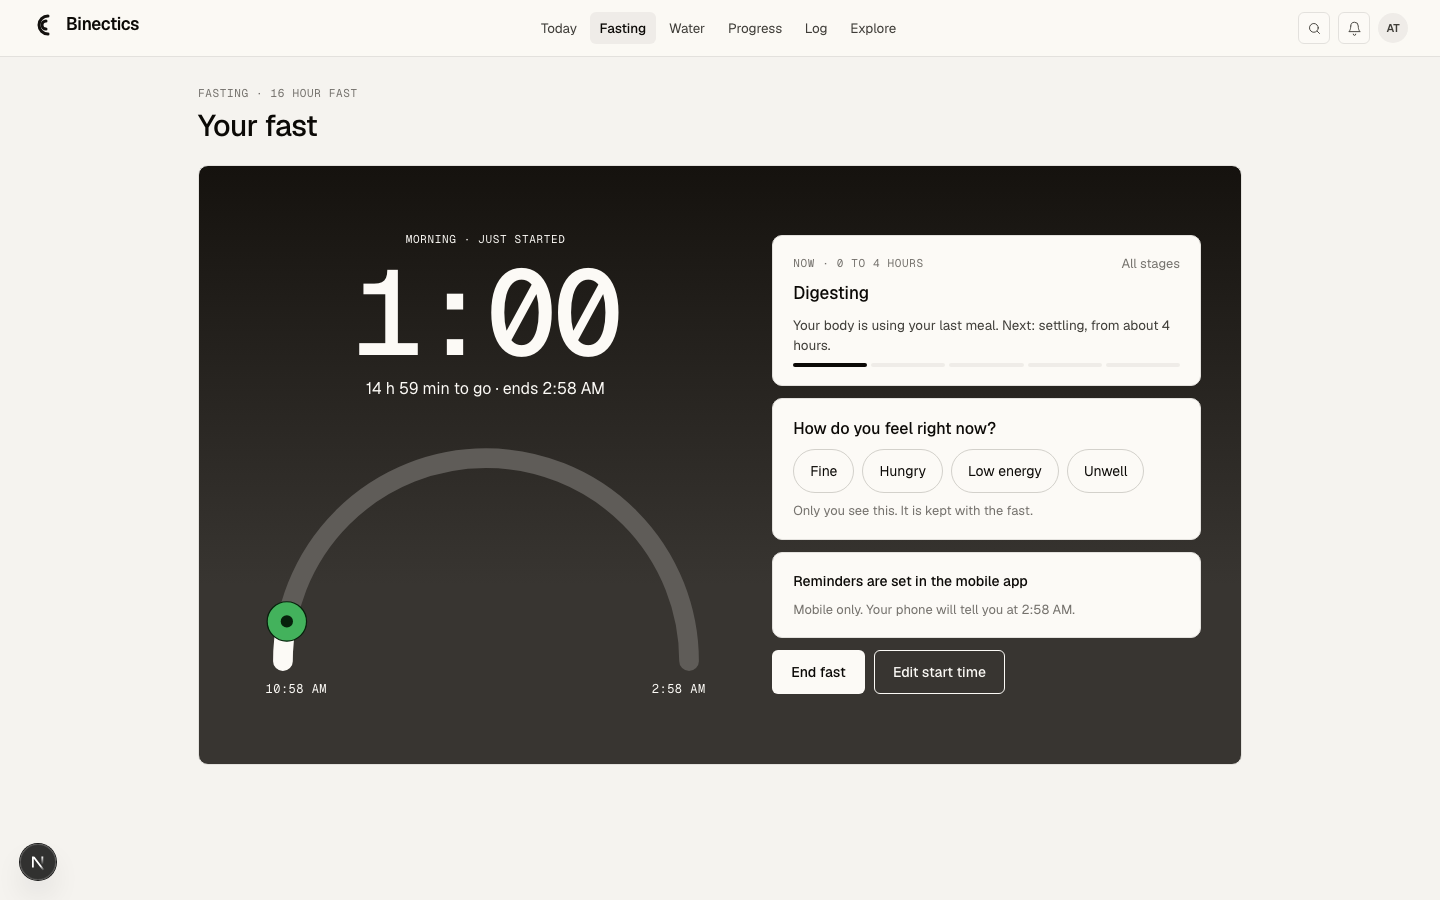 Binectics
Today
Fasting
Water
Progress
Log
Explore
AT
FASTING · 16 HOUR FAST
Your fast
MORNING · JUST STARTED
1:00
14 h 59 min to go · ends 2:58 AM
10:58 AM
2:58 AM
NOW · 0 TO 4 HOURS
All stages
Digesting
Your body is using your last meal. Next: settling, from about 4
hours.
How do you feel right now?
Fine
Hungry
Low energy
Unwell
Only you see this. It is kept with the fast.
Reminders are set in the mobile app
Mobile only. Your phone will tell you at 2:58 AM.
End fast
Edit start time
N